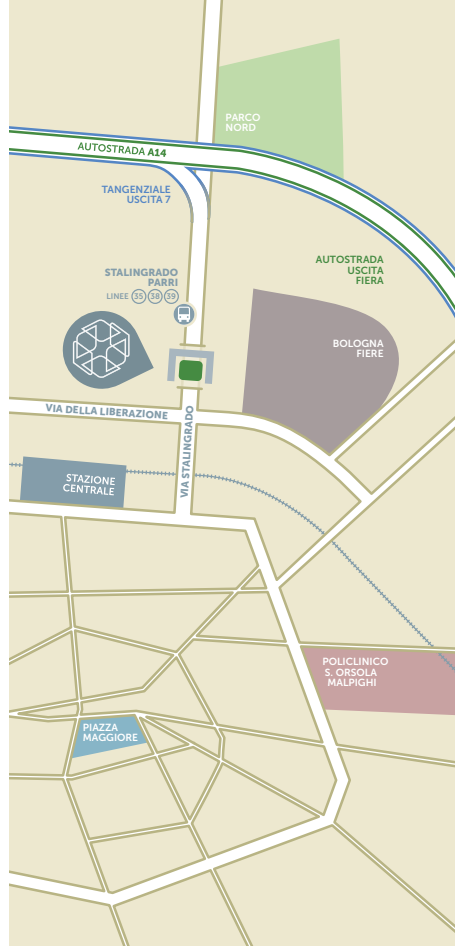 PARCO
NORD
AUTOSTRADA A14
TANGENZIALE
USCITA 7
AUTOSTRADA
USCITA
FIERA
STALINGRADO
PARRI
LINEE 35 38 39
BOLOGNA
FIERE
VIA DELLA LIBERAZIONE
VIA STALINGRADO
STAZIONE
CENTRALE
POLICLINICO
S. ORSOLA
MALPIGHI
PIAZZA
MAGGIORE